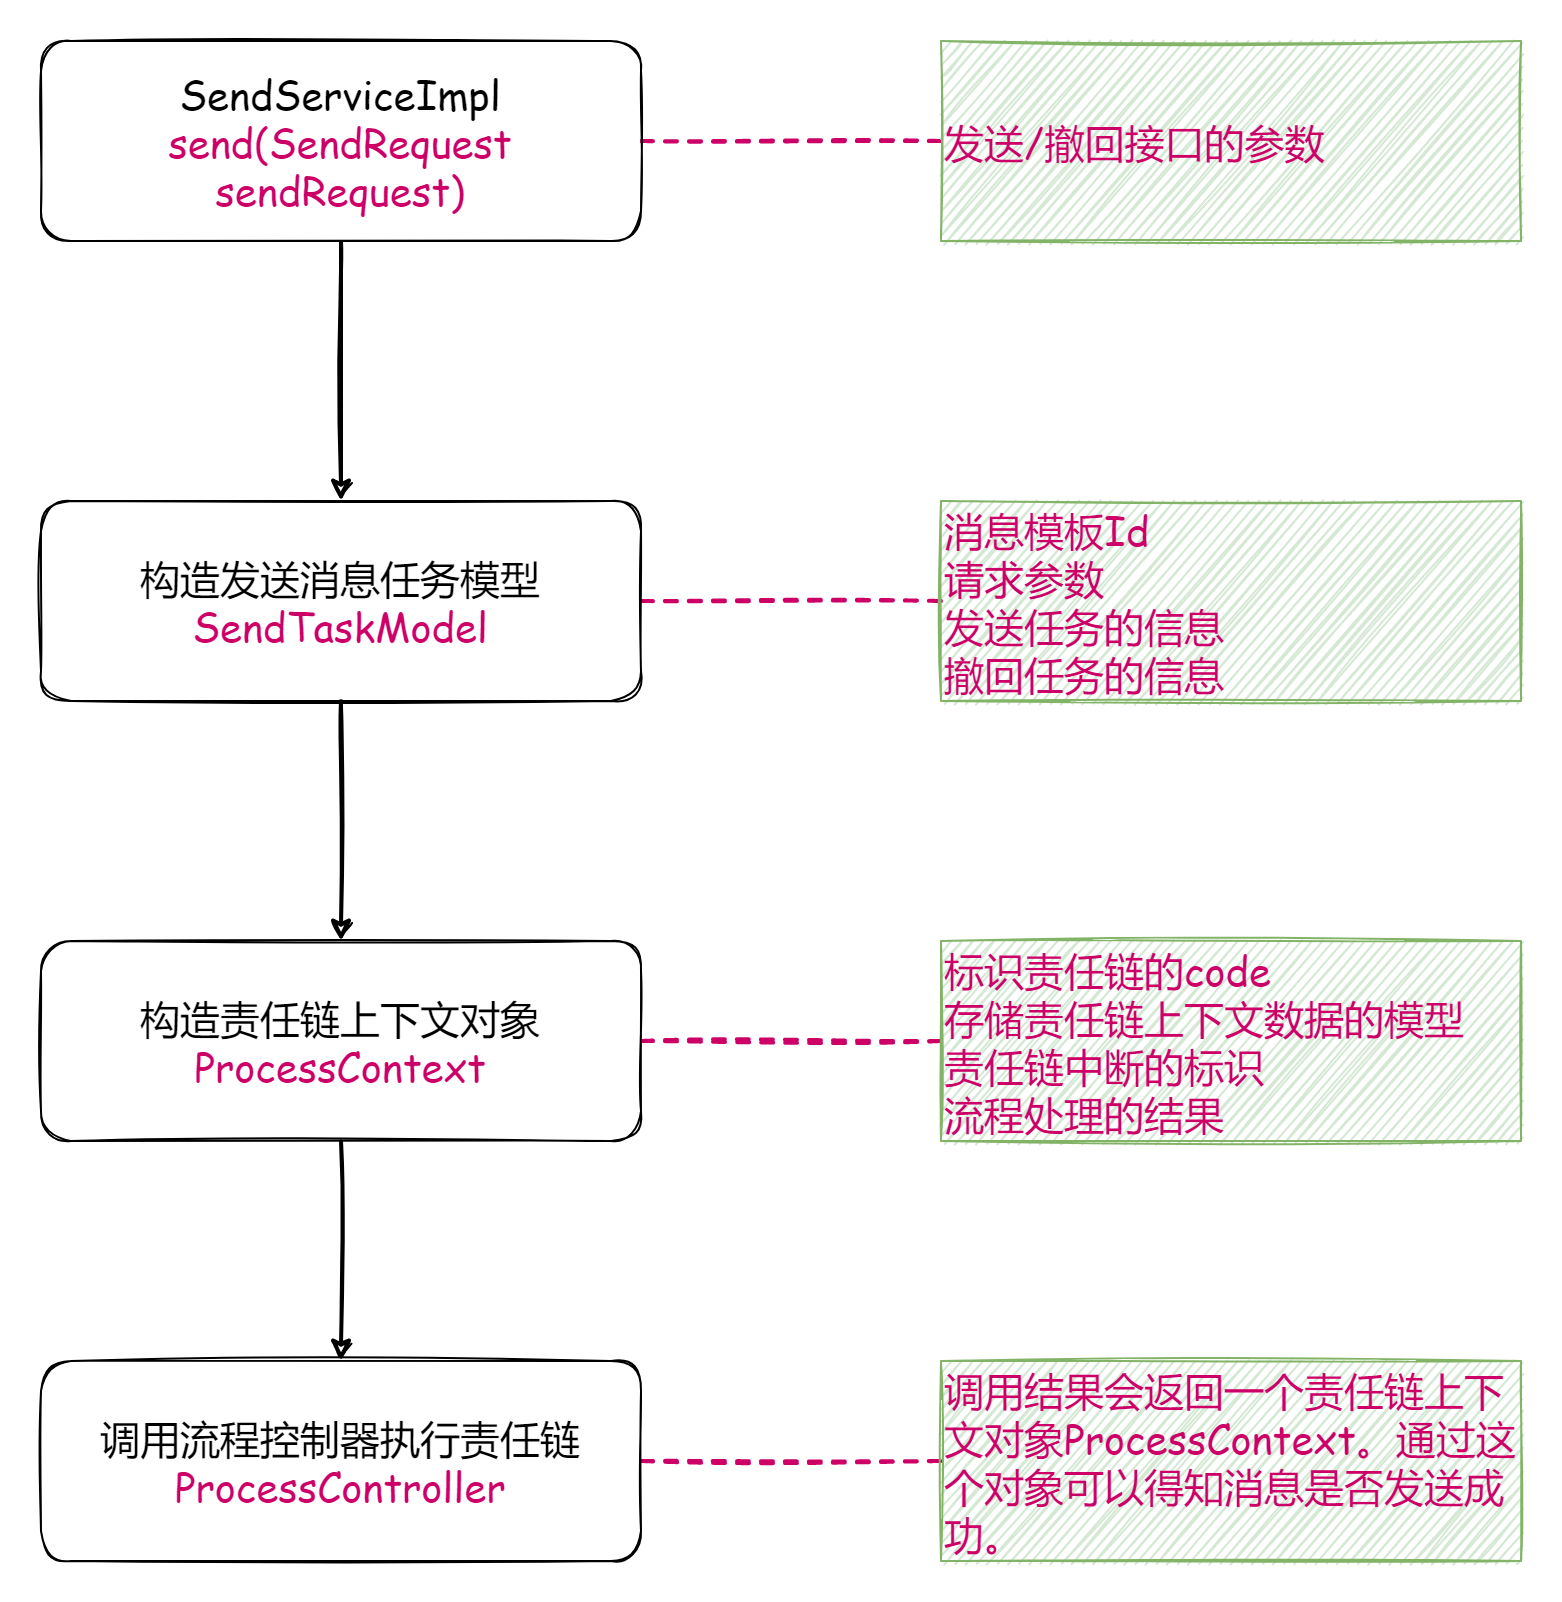 SendServiceImpl
send(SendRequest
sendRequest)
发送/撤回接口的参数
构造发送消息任务模型
SendTaskModel
消息模板Id
请求参数
发送任务的信息
撤回任务的信息
构造责任链上下文对象
ProcessContext
标识责任链的code
存储责任链上下文数据的模型
责任链中断的标识
流程处理的结果
调用流程控制器执行责任链
ProcessController
调用结果会返回一个责任链上下
文对象ProcessContext。通过这
个对象可以得知消息是否发送成
功。